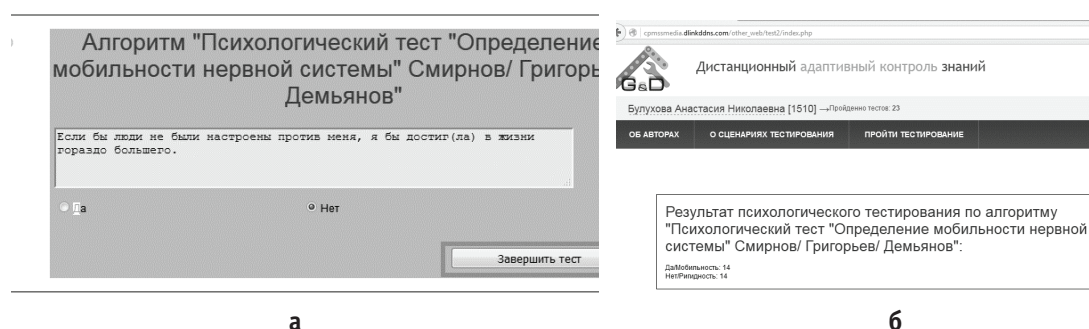 Алгоритм "Психологический тест "Определение
мобильности нервной системы" Смирнов/ Григорь
Демьянов"
Если бы люди не были настроены против меня, я бы достиг(ла) в жизни
гораздо большего.
Да
Нет
Завершить тест
а
cpmssmedia.dlinkddns.com/other_web/test2/index.php
G&D
Дистанционный адаптивный контроль знаний
Булухова Анастасия Николаевна [1510] →Пройденно тестов: 23
ОБ АВТОРАХ О СЦЕНАРИЯХ ТЕСТИРОВАНИЯ ПРОЙТИ ТЕСТИРОВАНИЕ
Результат психологического тестирования по алгоритму
"Психологический тест "Определение мобильности нервной
системы" Смирнов/ Григорьев/ Демьянов":
Да/Мобильность: 14
Нет/Ригидность: 14
б